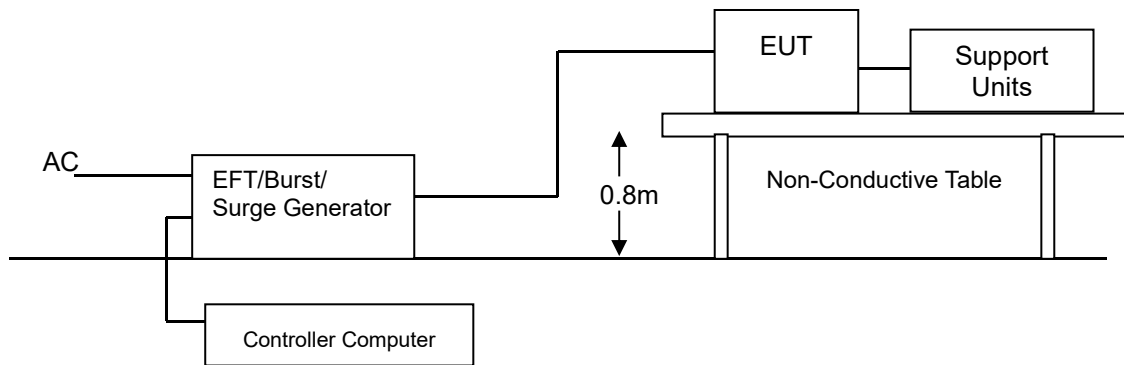 EUT
Support
Units
AC
EFT/Burst/
Surge Generator
0.8m
Non-Conductive Table
Controller Computer